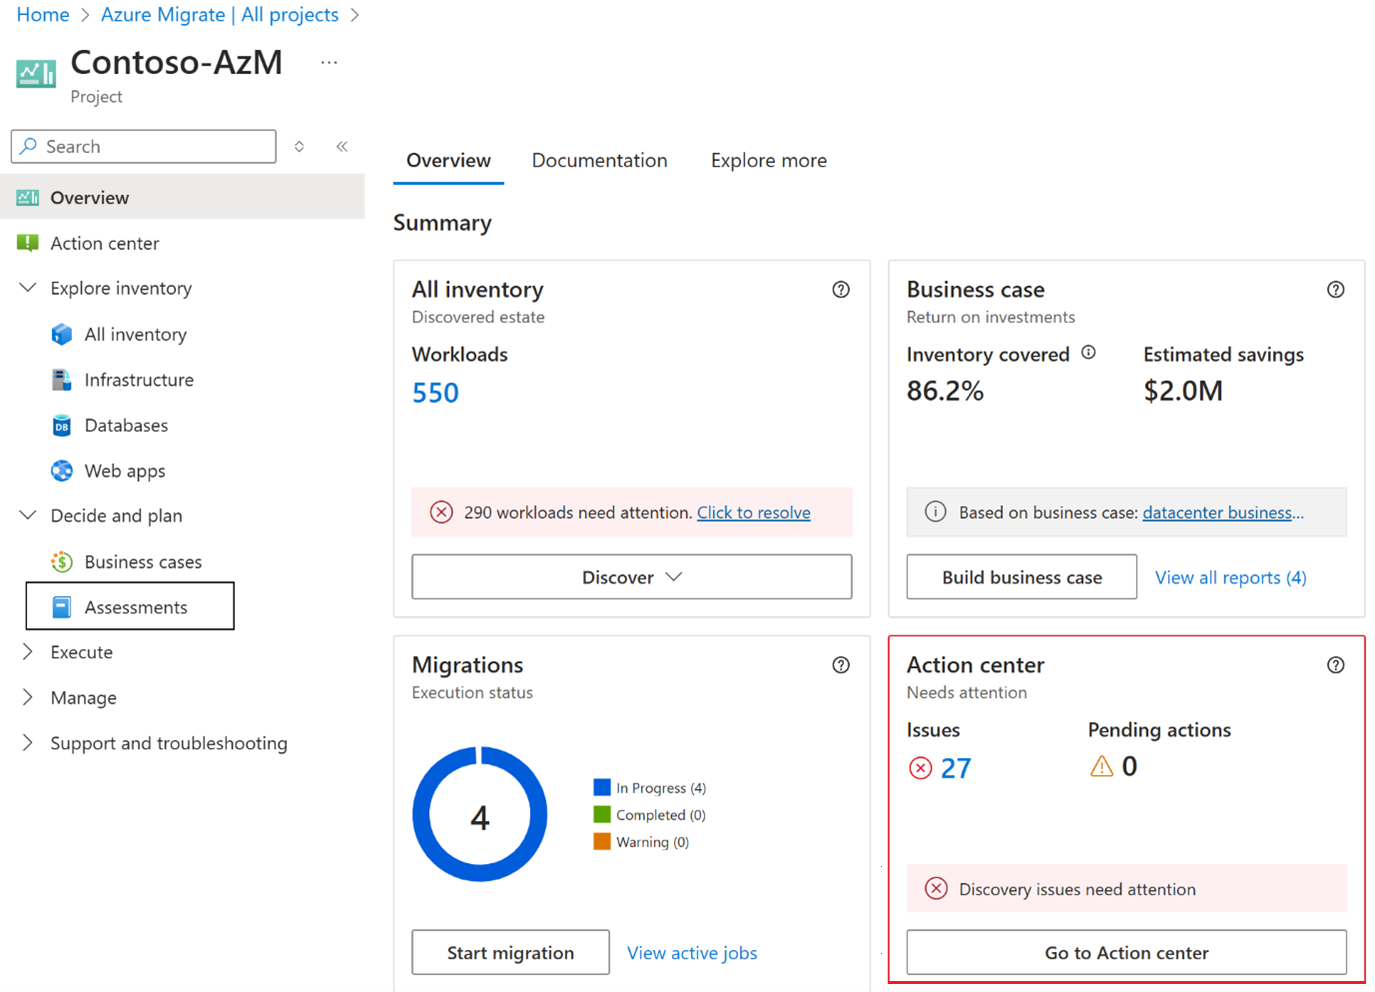 Home > Azure Migrate | All projects >
Contoso-AzM ...
Project
Search
Overview
Action center
Explore inventory
All inventory
Infrastructure
Databases
Web apps
Decide and plan
Business cases
Assessments
Execute
Manage
Support and troubleshooting
Overview Documentation Explore more
Summary
All inventory
Discovered estate
Workloads
550
290 workloads need attention. Click to resolve
Discover
Business case
Return on investments
Inventory covered Estimated savings
86.2% $2.0M
Based on business case: datacenter business...
Build business case View all reports (4)
Migrations
Execution status
4
In Progress (4)
Completed (0)
Warning (0)
Start migration View active jobs
Action center
Needs attention
Issues Pending actions
27 0
Discovery issues need attention
Go to Action center